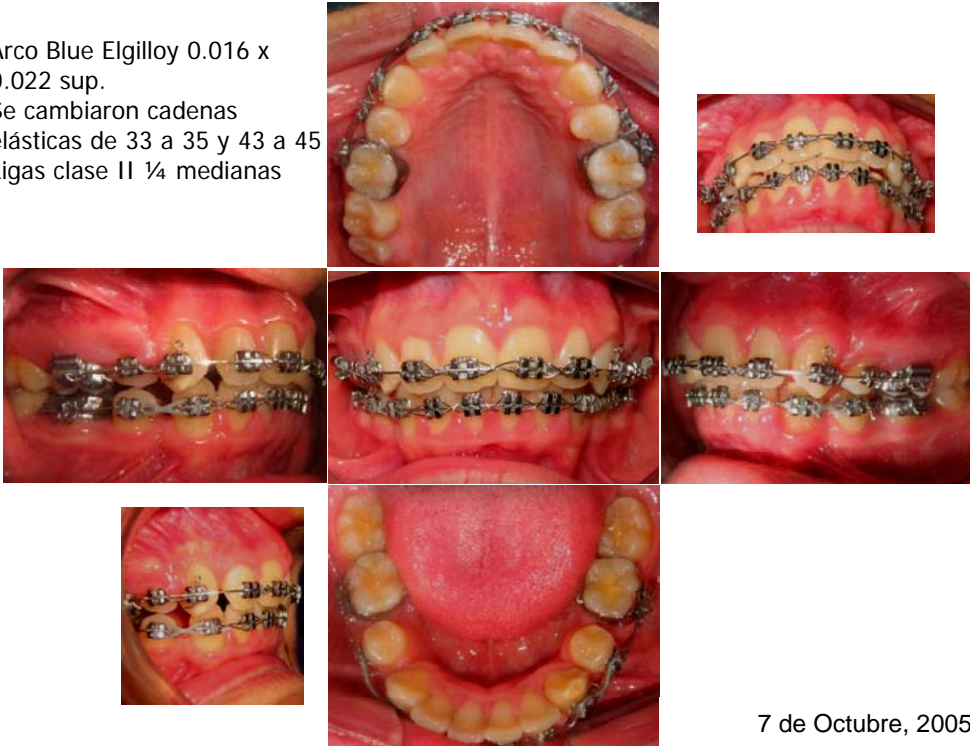 Arco Blue Elgilloy 0.016 x
0.022 sup.
Se cambiaron cadenas
elásticas de 33 a 35 y 43 a 45
Ligas clase II ¼ medianas
7 de Octubre, 2005